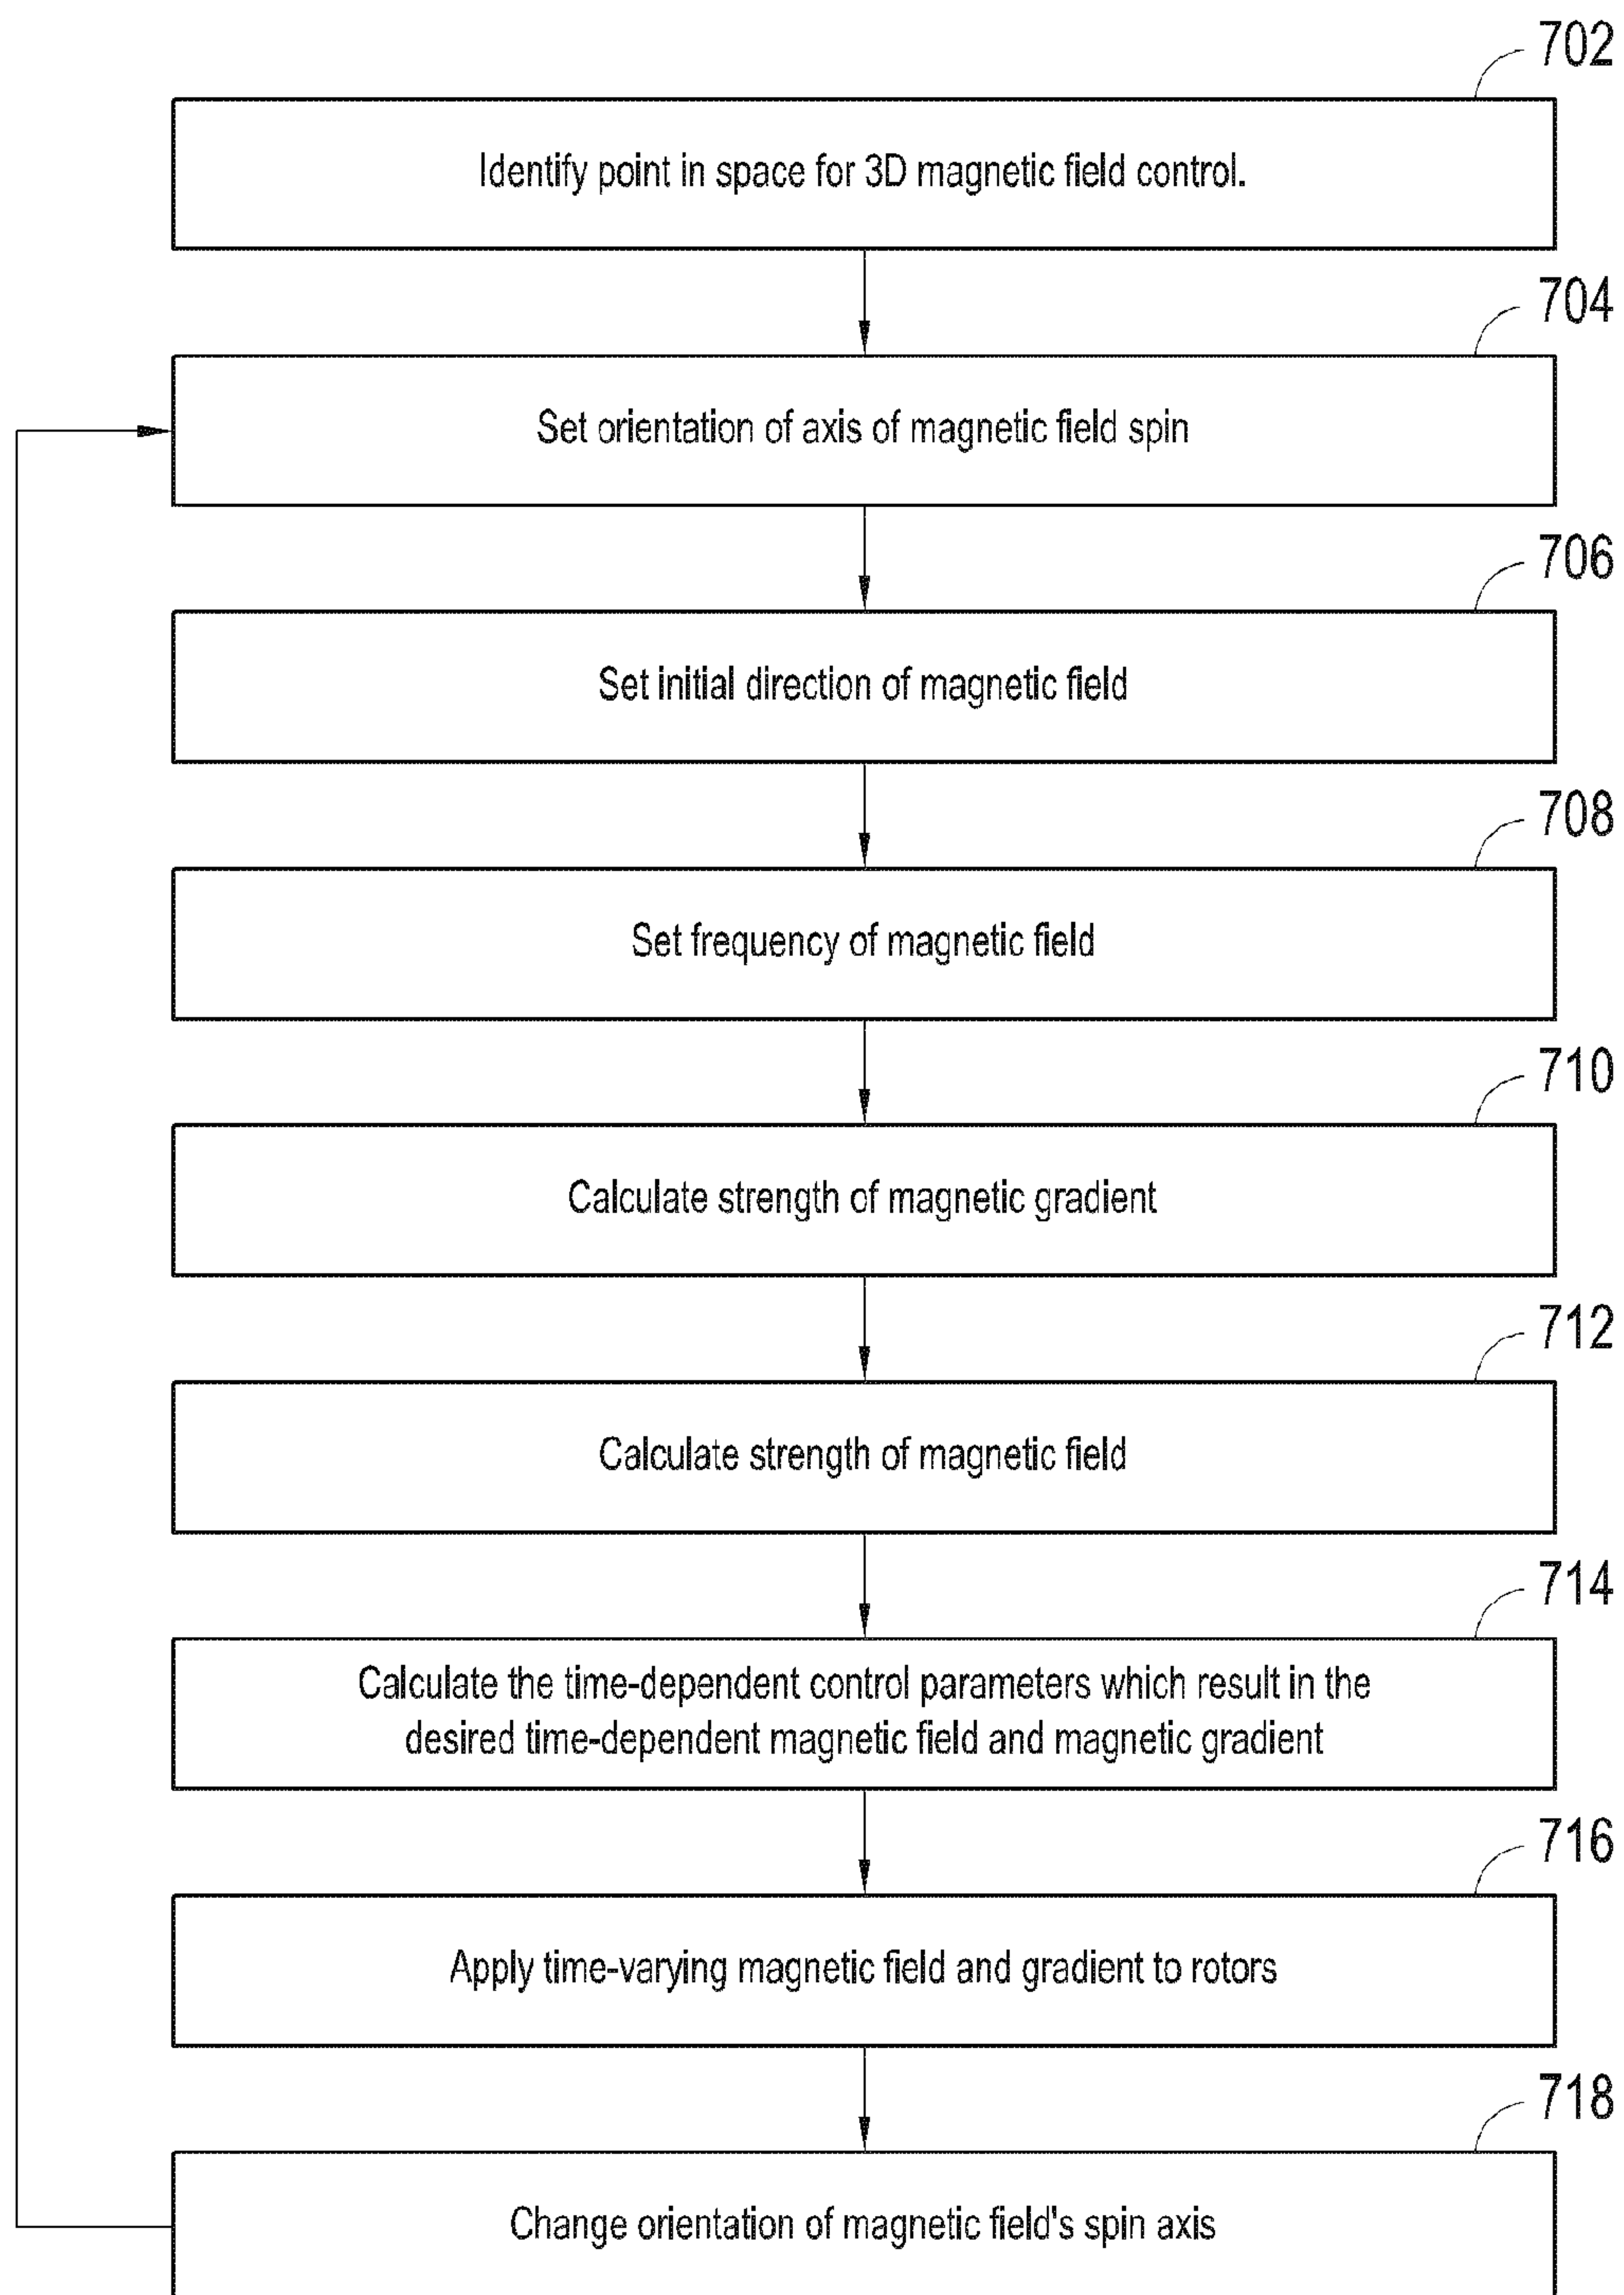 702
Identify point in space for 3D magnetic field control.
704
Set orientation of axis of magnetic field spin
706
Set initial direction of magnetic field
708
Set frequency of magnetic field
710
Calculate strength of magnetic gradient
712
Calculate strength of magnetic field
714
Calculate the time-dependent control parameters which result in the
desired time-dependent magnetic field and magnetic gradient
716
Apply time-varying magnetic field and gradient to rotors
718
Change orientation of magnetic field's spin axis